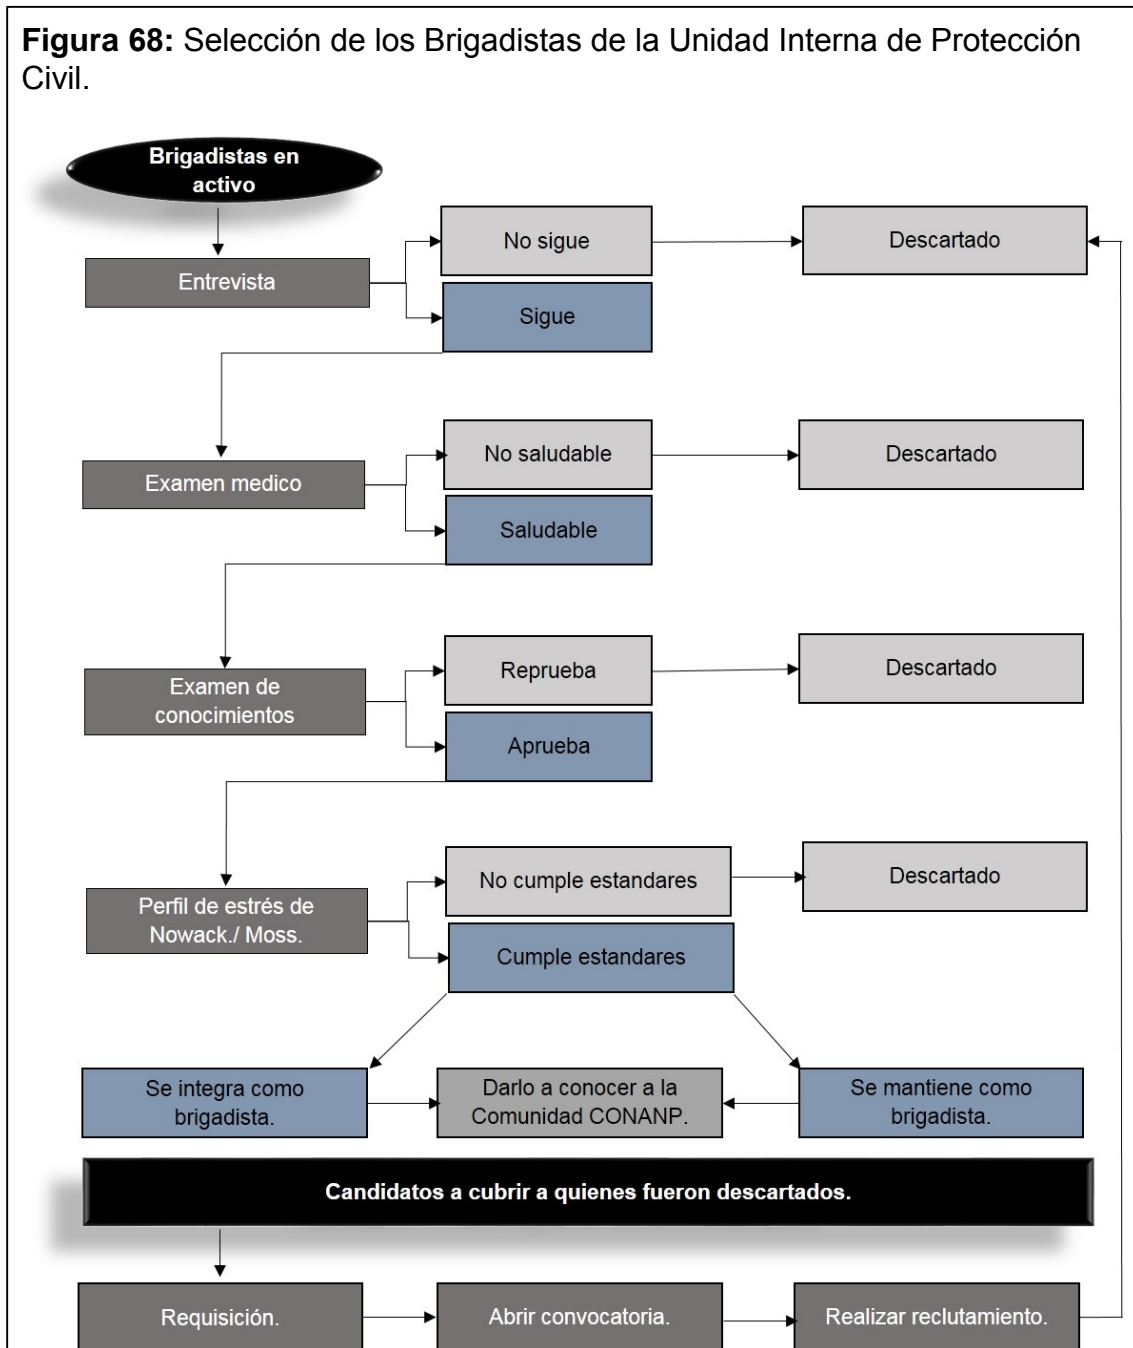 Figura 68: Selección de los Brigadistas de la Unidad Interna de Protección
Civil.
Brigadistas en
activo
No sigue
Descartado
Entrevista
Sigue
No saludable
Descartado
Examen medico
Saludable
Reprueba
Descartado
Examen de
conocimientos
Aprueba
No cumple estandares
Descartado
Perfil de estrés de
Nowack./ Moss.
Cumple estandares
Se integra como
brigadista.
Darlo a conocer a la
Comunidad CONANP.
Se mantiene como
brigadista.
Candidatos a cubrir a quienes fueron descartados.
Requisición.
Abrir convocatoria.
Realizar reclutamiento.